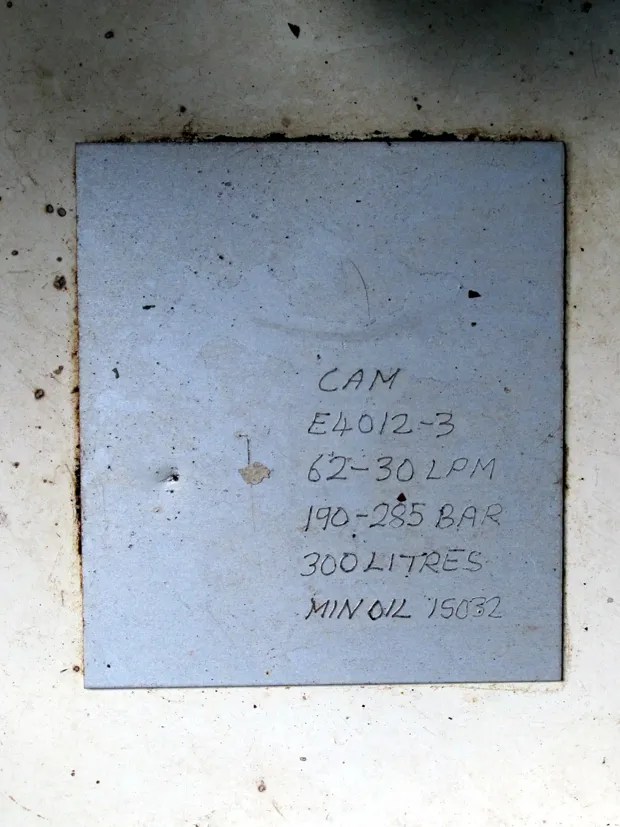 CAM
E4012-3
62-30 LPM
190-285 BAR
300 LITRES
MIN OIL 15032